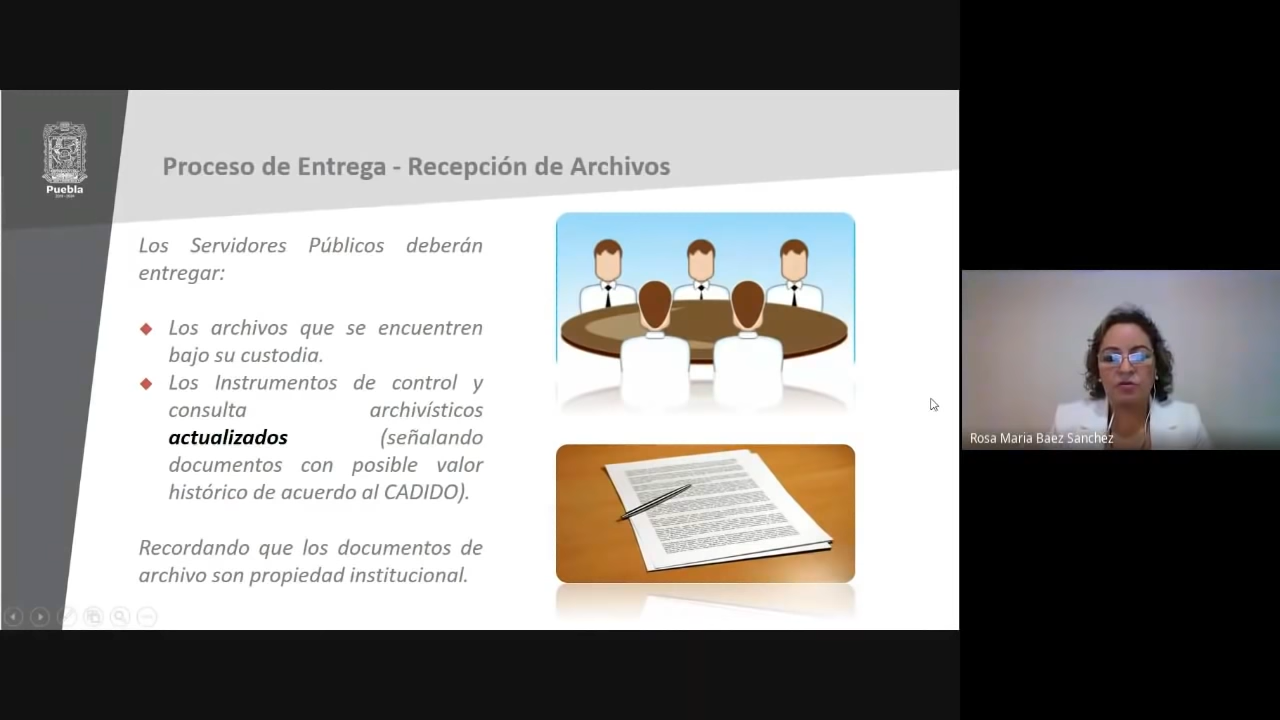 Puebla
Proceso de Entrega - Recepción de Archivos
Los Servidores Públicos deberán
entregar:
Los archivos que se encuentren
bajo su custodia.
Los Instrumentos de control y
consulta archivísticos
actualizados (señalando
documentos con posible valor
histórico de acuerdo al CADIDO).
Recordando que los documentos de
archivo son propiedad institucional.
Rosa Maria Baez Sanchez